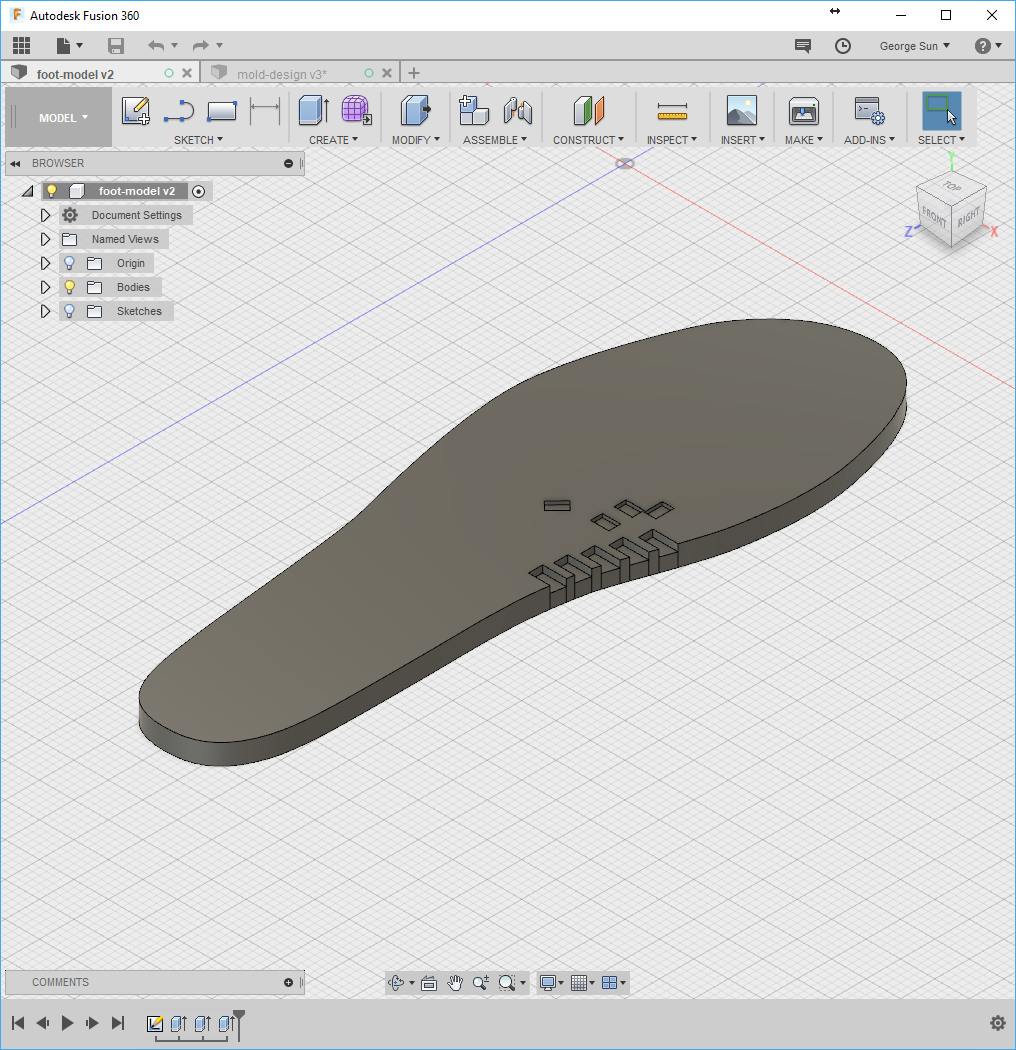 Autodesk Fusion 360
George Sun
foot-model v2
mold-design v3*
MODEL
SKETCH
CREATE
MODIFY
ASSEMBLE
CONSTRUCT
INSPECT
INSERT
MAKE
ADD-INS
SELECT
BROWSER
foot-model v2
Document Settings
Named Views
Origin
Bodies
Sketches
Y
TOP
FRONT
RIGHT
Z
X
COMMENTS